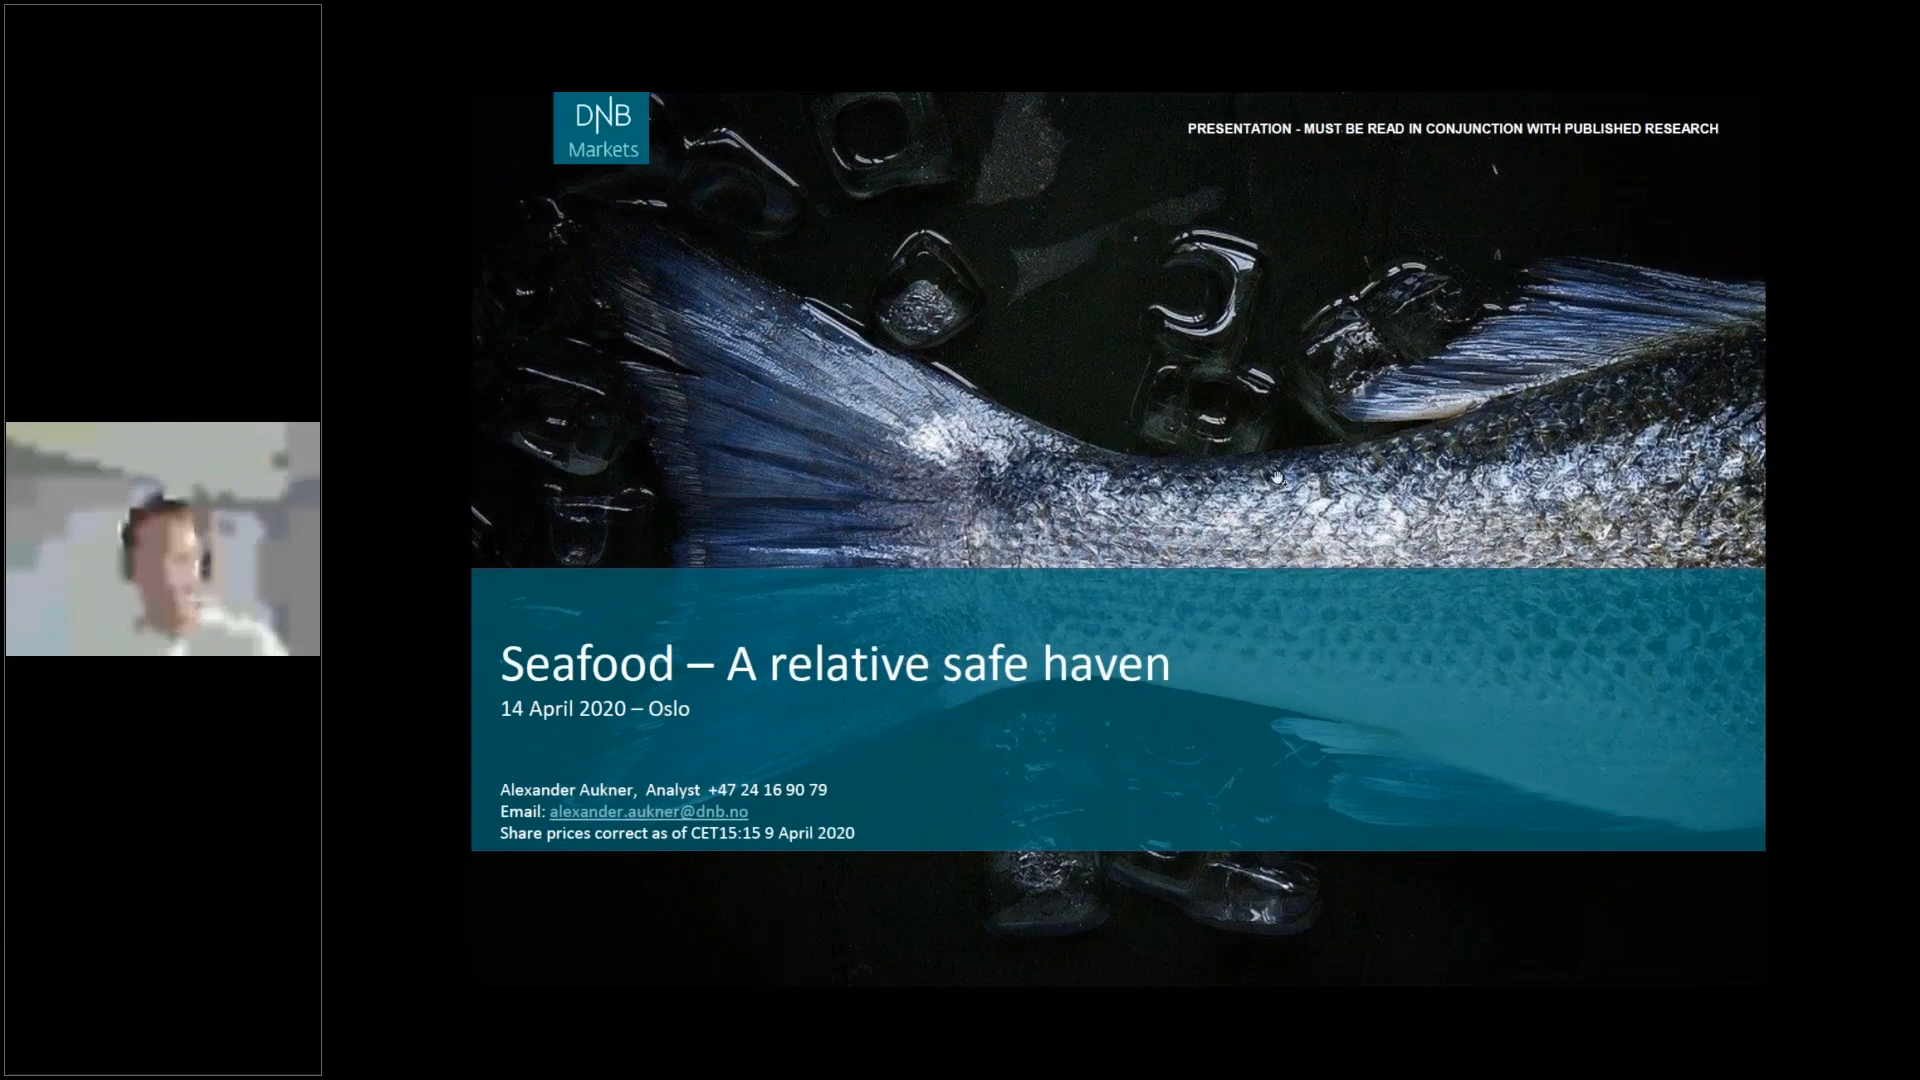 DNB
Markets
PRESENTATION - MUST BE READ IN CONJUNCTION WITH PUBLISHED RESEARCH
Seafood – A relative safe haven
14 April 2020 – Oslo
Alexander Aukner,  Analyst  +47 24 16 90 79
Email: alexander.aukner@dnb.no
Share prices correct as of CET15:15 9 April 2020